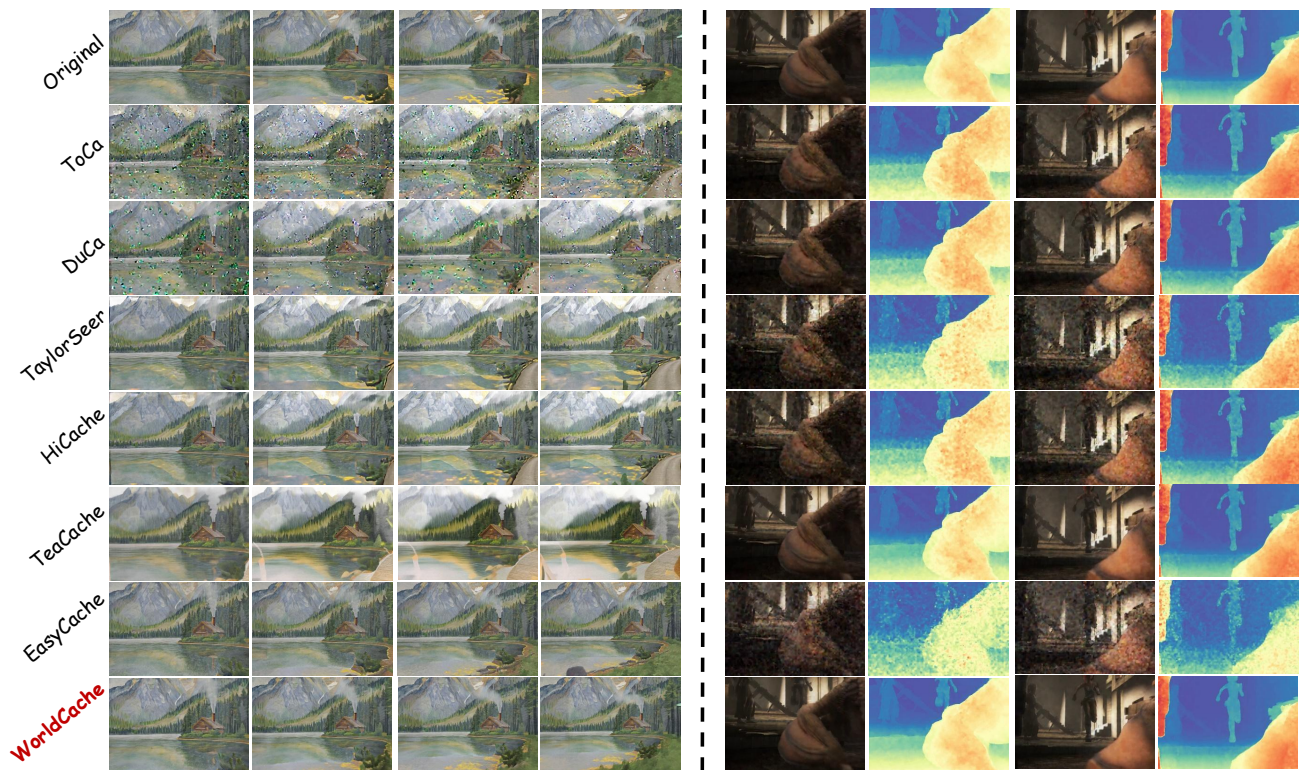 Original
ToCa
DuCa
TaylorSeer
HiCache
TeaCache
EasyCache
WorldCache